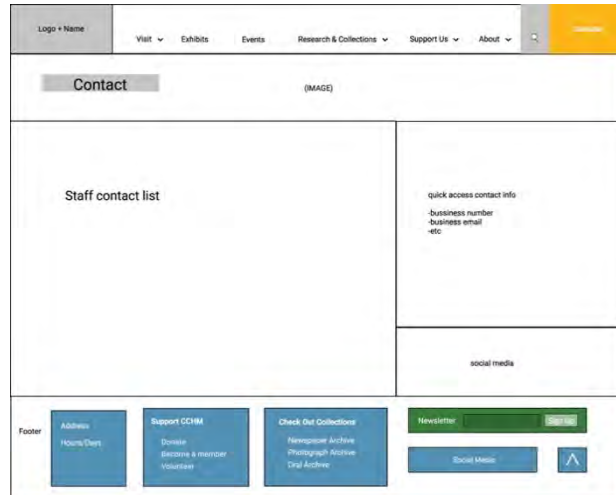 Logo + Name
Visit Exhibits Events Research & Collections Support Us About
Contact
(IMAGE)
Staff contact list
quick access contact info
-bussiness number
-business email
-etc
social media
Footer
Address
Hours/Days
Support CCHM
Donate
Become a member
Volunteer
Check Out Collections
Newspaper Archive
Photograph Archive
Oral Archive
Newsletter Sign Up
Social Media